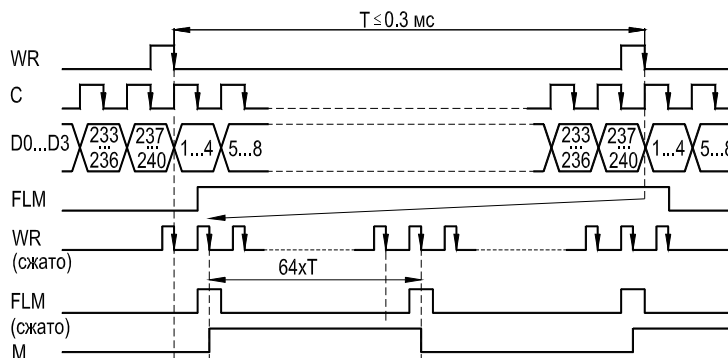 T ≤ 0.3 мс
WR
C
D0...D3 233...236 237...240 1...4 5...8 233...236 237...240 1...4 5...8
FLM
WR
(сжато)
64xT
FLM
(сжато)
M